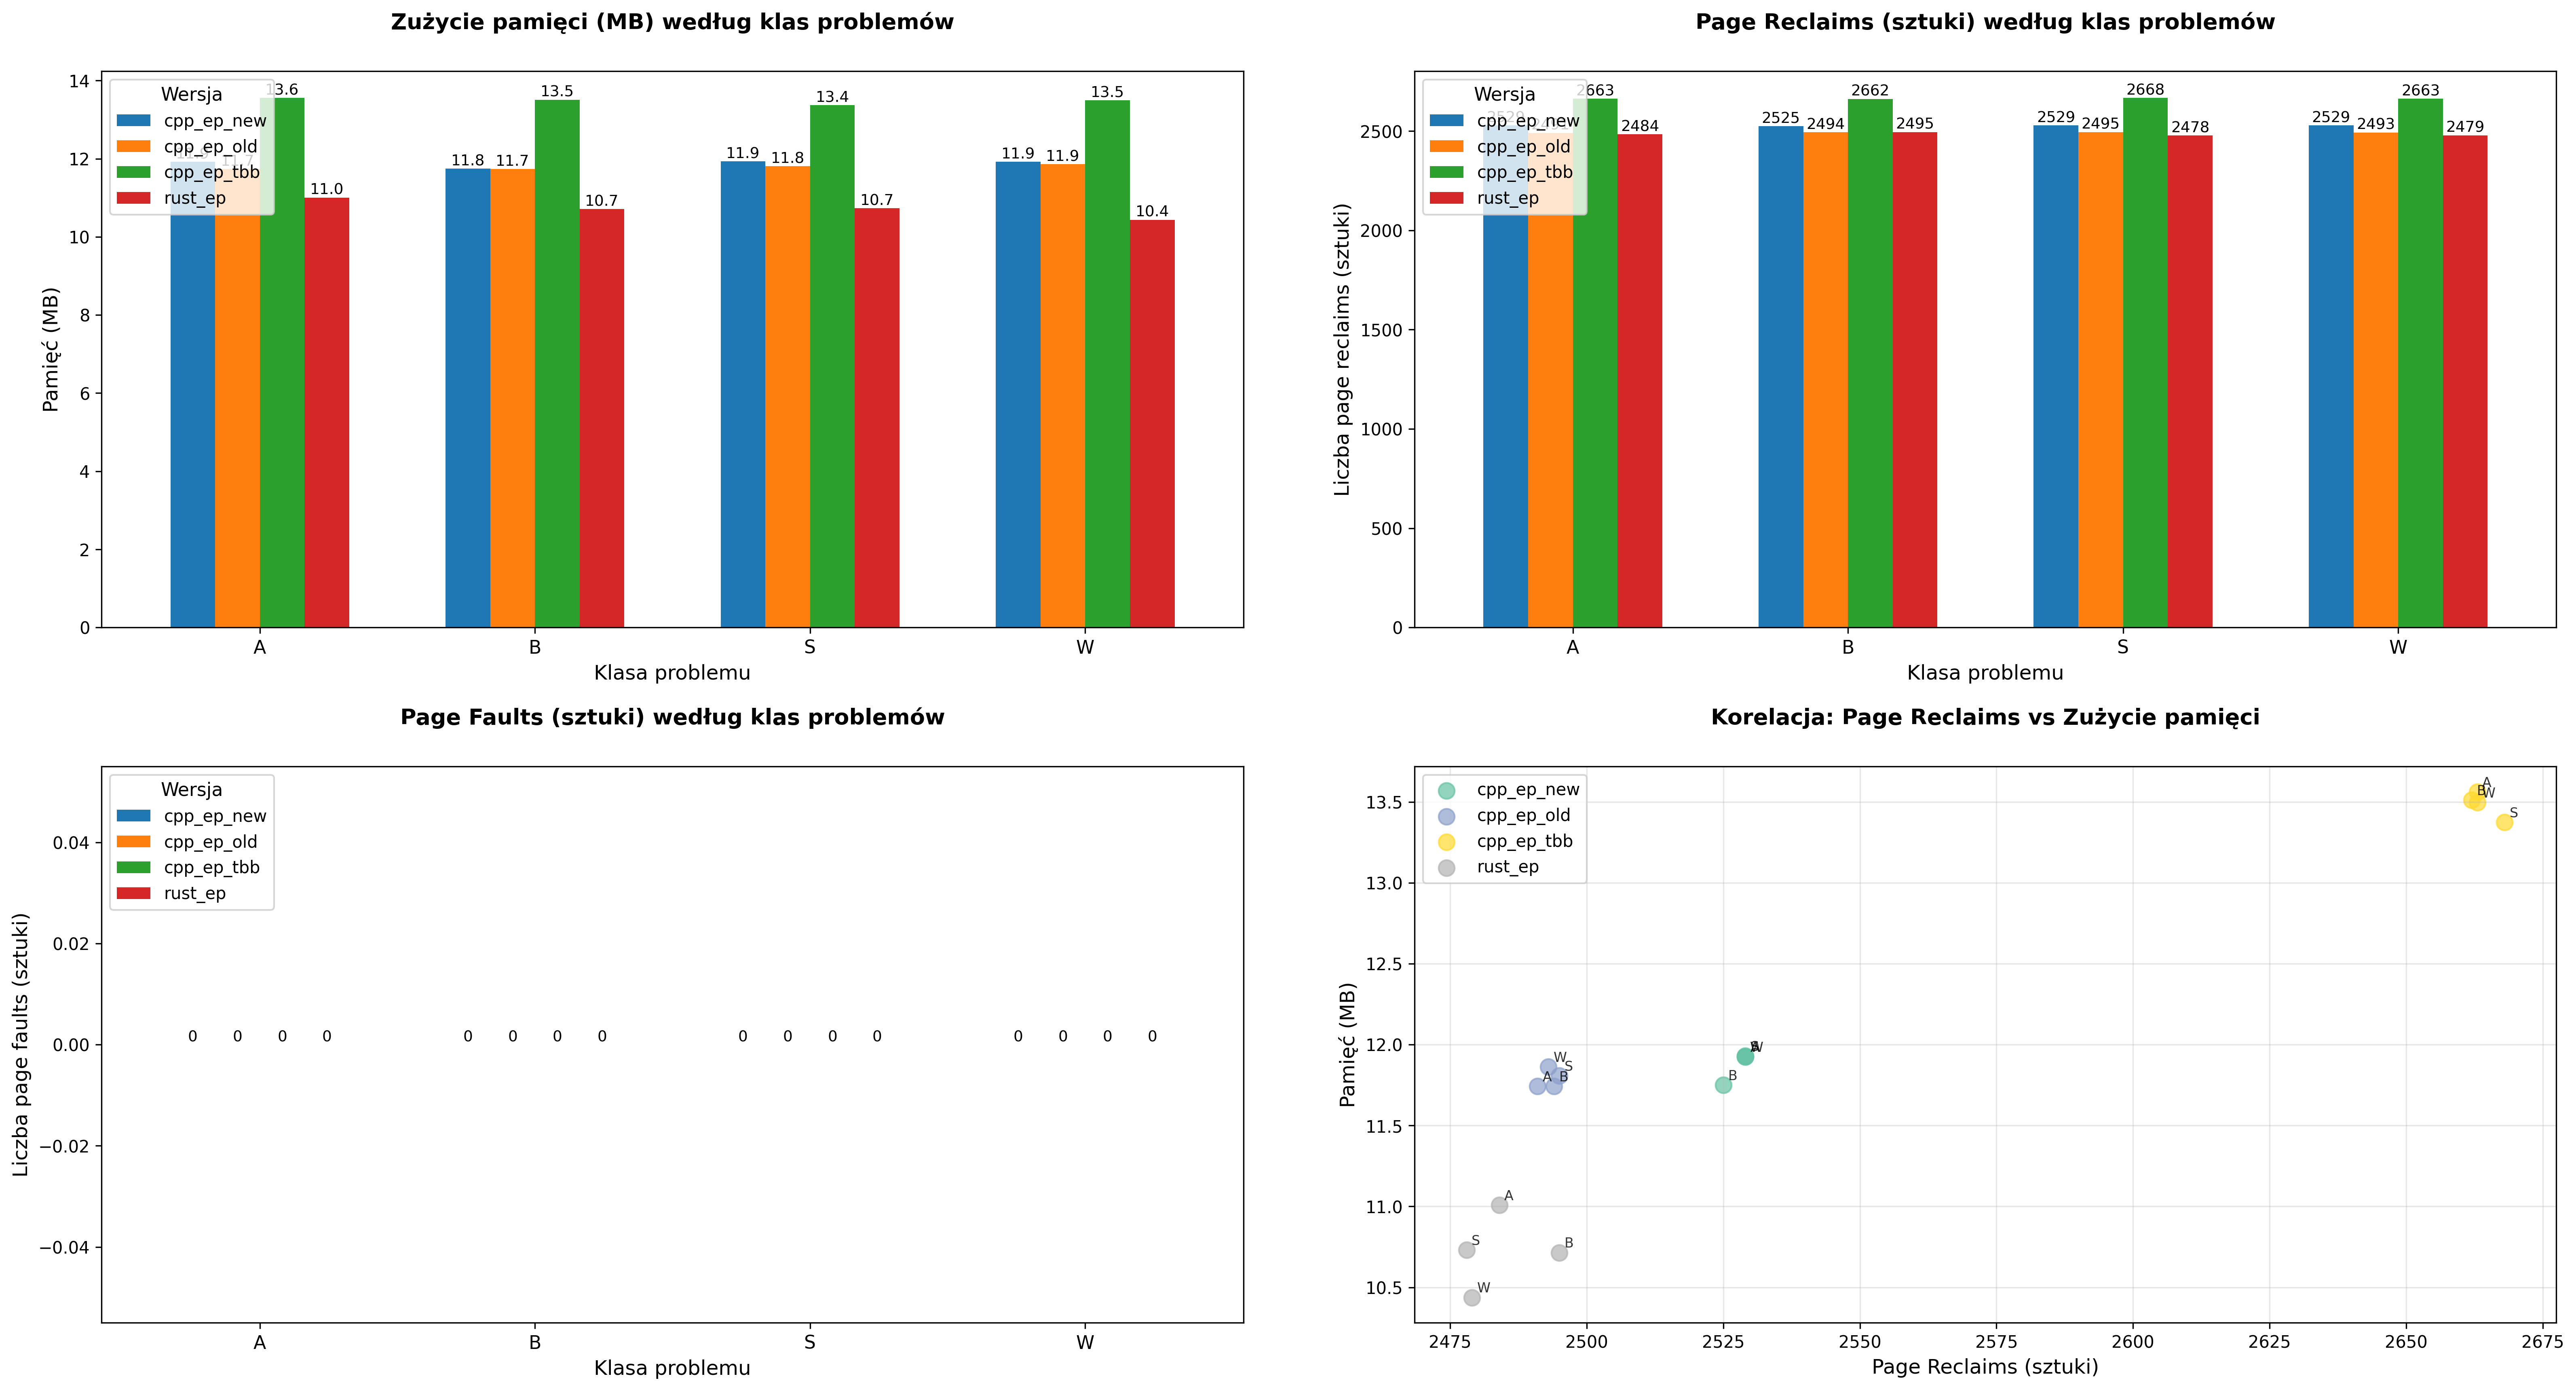 Zużycie pamięci (MB) według klas problemów
Pamięć (MB)
14
12
10
8
6
4
2
0
Wersja
cpp_ep_new
cpp_ep_old
cpp_ep_tbb
rust_ep
11.9 11.7 13.6 11.0
11.8 11.7 13.5 10.7
11.9 11.8 13.4 10.7
11.9 11.9 13.5 10.4
A B S W
Klasa problemu
Page Reclaims (sztuki) według klas problemów
Liczba page reclaims (sztuki)
2500
2000
1500
1000
500
0
Wersja
cpp_ep_new
cpp_ep_old
cpp_ep_tbb
rust_ep
2663 2484
2525 2494 2662 2495
2529 2495 2668 2478
2529 2493 2663 2479
A B S W
Klasa problemu
Page Faults (sztuki) według klas problemów
Liczba page faults (sztuki)
0.04
0.02
0.00
−0.02
−0.04
Wersja
cpp_ep_new
cpp_ep_old
cpp_ep_tbb
rust_ep
0 0 0 0 0 0 0 0 0 0 0 0 0 0 0 0
A B S W
Klasa problemu
Korelacja: Page Reclaims vs Zużycie pamięci
Pamięć (MB)
13.5
13.0
12.5
12.0
11.5
11.0
10.5
cpp_ep_new
cpp_ep_old
cpp_ep_tbb
rust_ep
A
B W
S
W
W
S
A B
B
A
S
B
W
2475 2500 2525 2550 2575 2600 2625 2650 2675
Page Reclaims (sztuki)